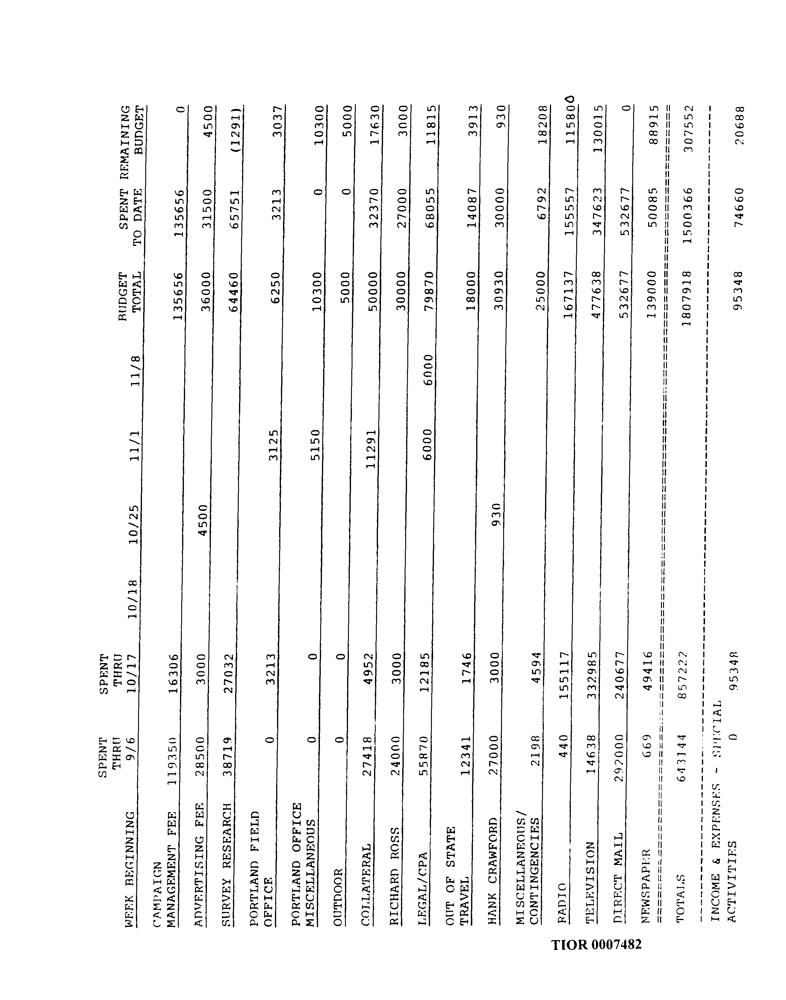 SPENT SPENT
THRU THRU BUDGET SPENT REMAINING
WEEK BEGINNING 9/6 10/17 10/18 10/25 11/1 11/8 TOTAL TO DATE BUDGET
CAMPAIGN
MANAGEMENT FEE 119350 16306 135656 135656 0
ADVERTISING FEE 28500 3000 4500 36000 31500 4500
SURVEY RESEARCH 38719 27032 64460 65751 (1291)
PORTLAND FIELD
OFFICE 0 3213 3125 6250 3213 3037
PORTLAND OFFICE
MISCELLANEOUS 0 0 5150 10300 0 10300
OUTDOOR 0 0 5000 0 5000
COLLATERAL 27418 4952 11291 50000 32370 17630
RICHARD ROSS 24000 3000 30000 27000 3000
LEGAL/CPA 55870 12185 6000 6000 79870 68055 11815
OUT OF STATE
TRAVEL 12341 1746 18000 14087 3913
HANK CRAWFORD 27000 3000 930 30930 30000 930
MISCELLANEOUS/
CONTINGENCIES 2198 4594 25000 6792 18208
RADIO 440 155117 167137 155557 115800
TELEVISION 14638 332985 477638 347623 130015
DIRECT MAIL 292000 240677 532677 532677 0
NEWSPAPER 669 49416 139000 50085 88915
TOTALS 643144 857222 1807918 1500366 307552
INCOME & EXPENSES - SPECIAL
ACTIVITIES 0 95348 95348 74660 20688
TIOR 0007482